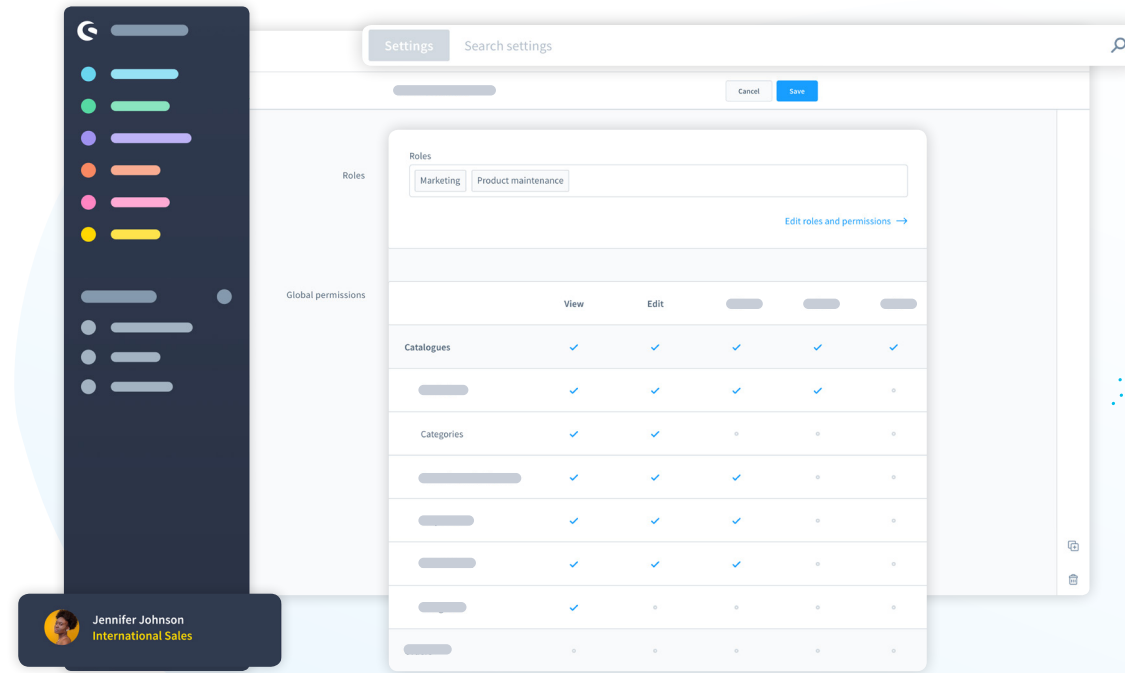 Settings Search settings
Cancel Save
Roles
Roles
Marketing Product maintenance
Edit roles and permissions →
Global permissions
View Edit
Catalogues
Categories
Jennifer Johnson
International Sales